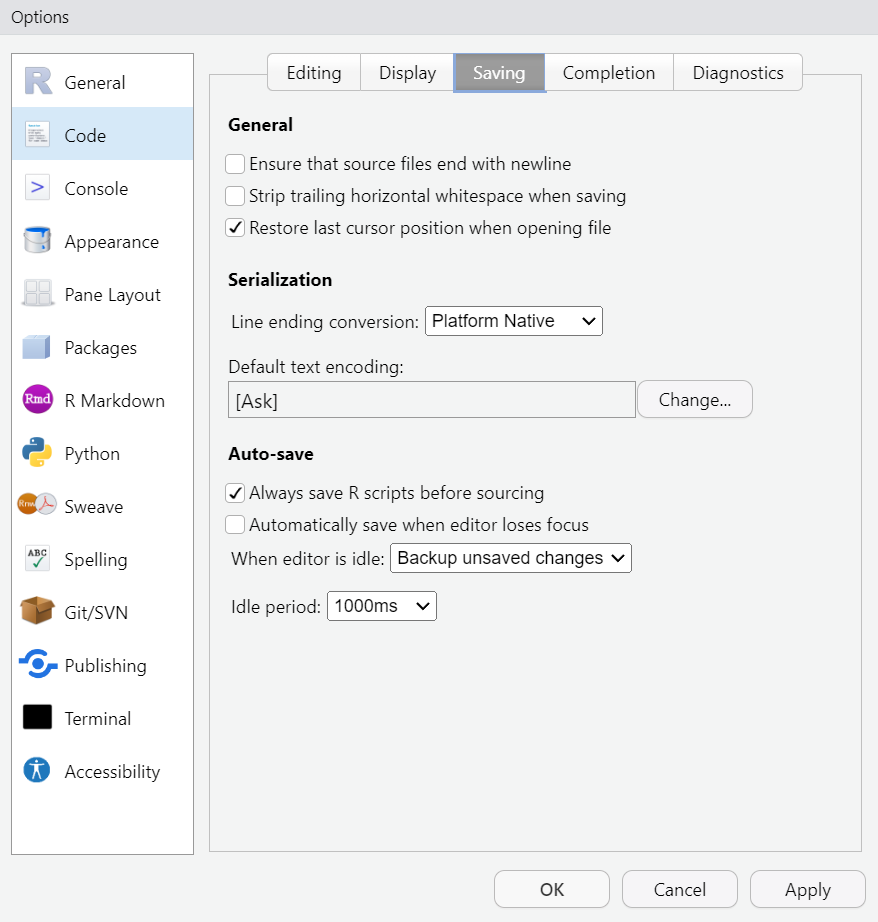 Options
General
Code
Console
Appearance
Pane Layout
Packages
Rmd R Markdown
Python
Rnw Sweave
ABC Spelling
Git/SVN
Publishing
Terminal
Accessibility
Editing Display Saving Completion Diagnostics
General
Ensure that source files end with newline
Strip trailing horizontal whitespace when saving
Restore last cursor position when opening file
Serialization
Line ending conversion: Platform Native
Default text encoding:
[Ask] Change...
Auto-save
Always save R scripts before sourcing
Automatically save when editor loses focus
When editor is idle: Backup unsaved changes
Idle period: 1000ms
OK Cancel Apply